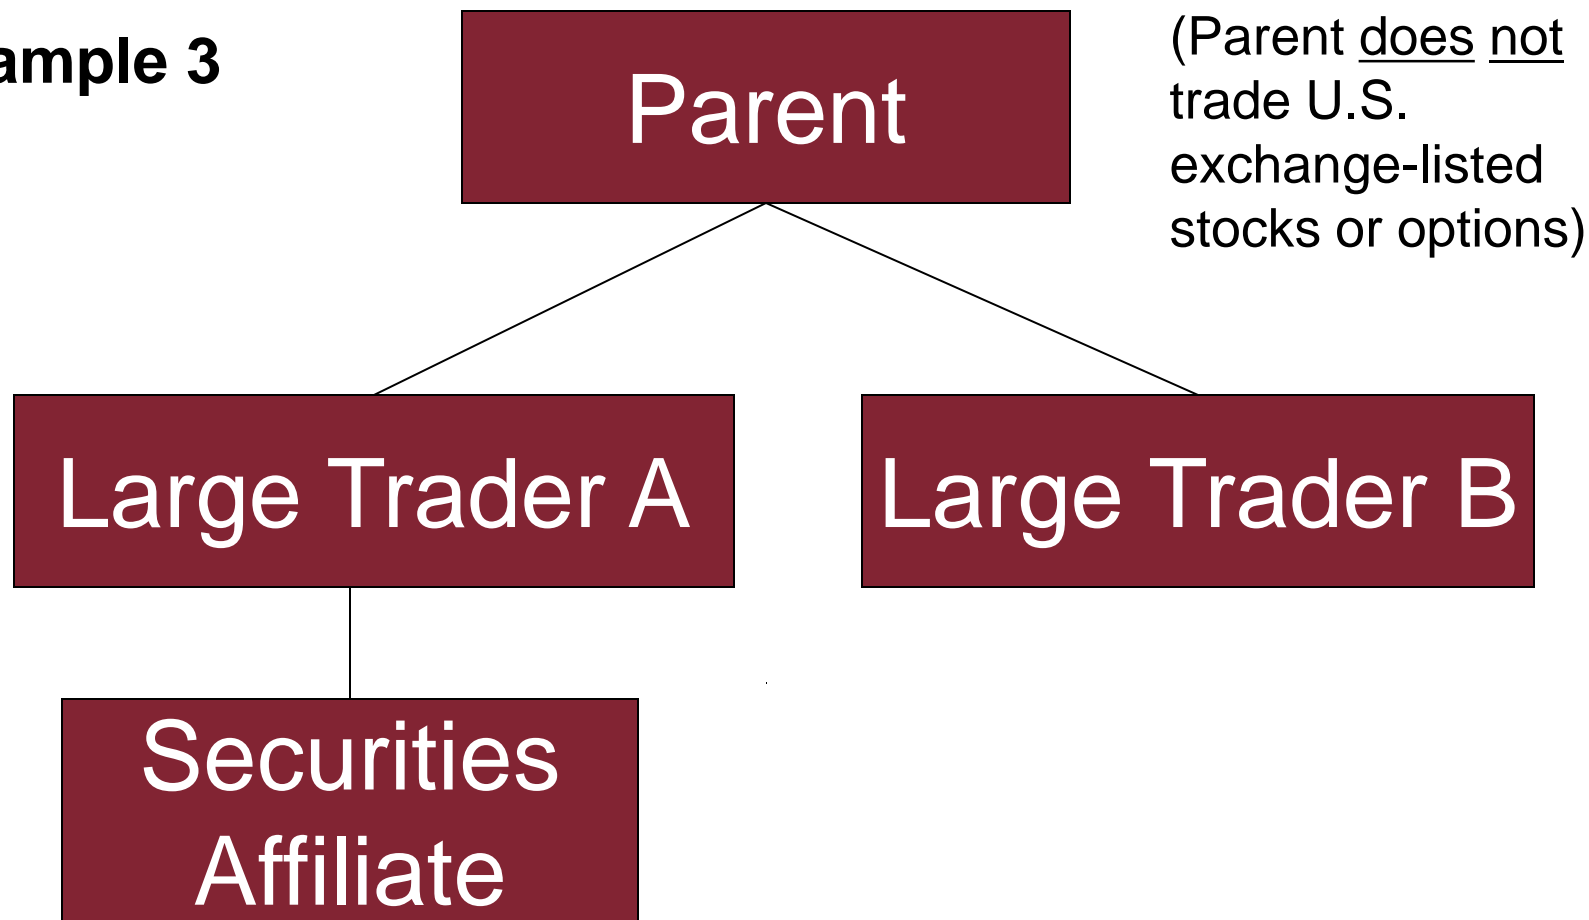 ample 3
Parent
(Parent does not
trade U.S.
exchange-listed
stocks or options)
Large Trader A
Large Trader B
Securities
Affiliate